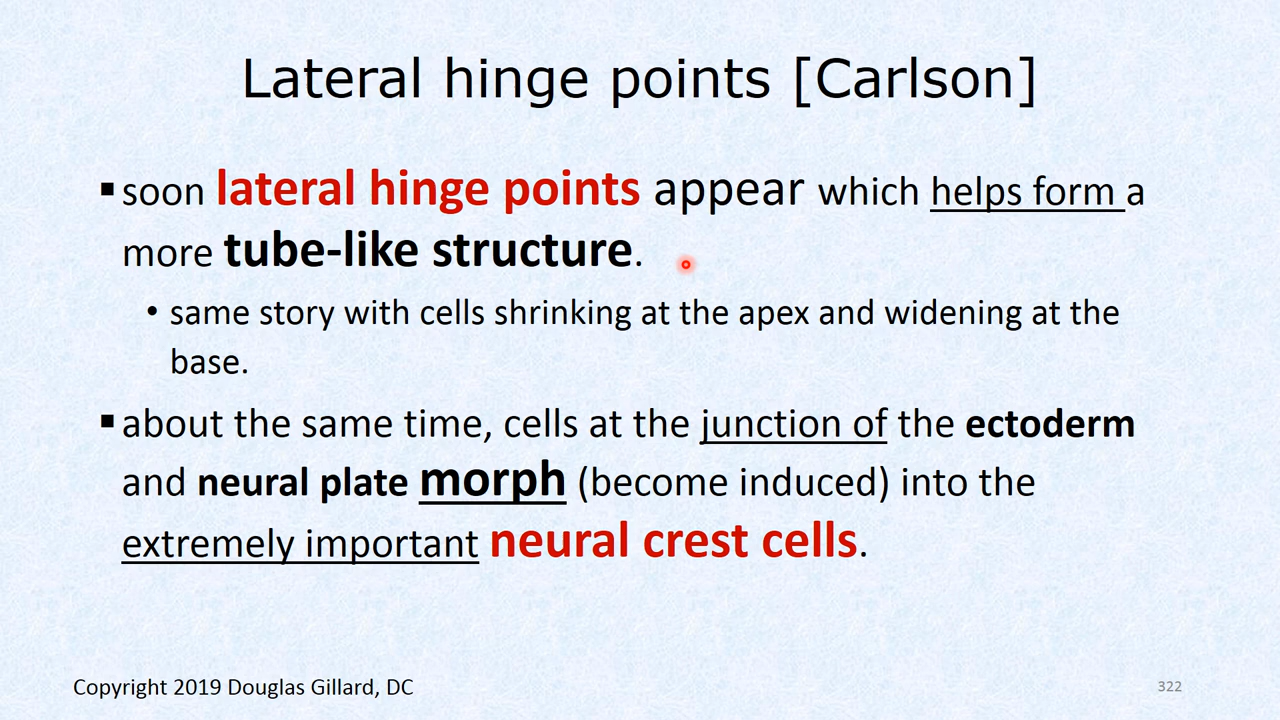 Lateral hinge points [Carlson]
▪ soon lateral hinge points appear which helps form a
more tube-like structure.
• same story with cells shrinking at the apex and widening at the
base.
▪ about the same time, cells at the junction of the ectoderm
and neural plate morph (become induced) into the
extremely important neural crest cells.
Copyright 2019 Douglas Gillard, DC
322